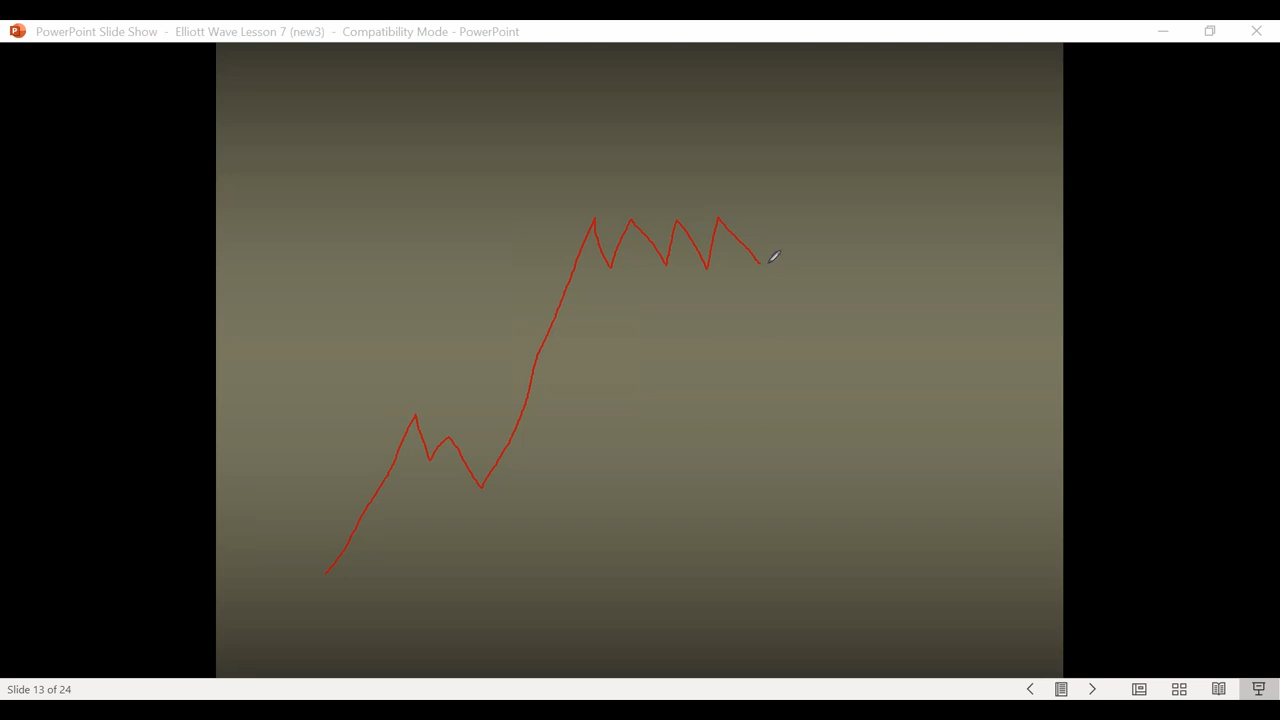 PowerPoint Slide Show - Elliott Wave Lesson 7 (new3) - Compatibility Mode - PowerPoint
Slide 13 of 24